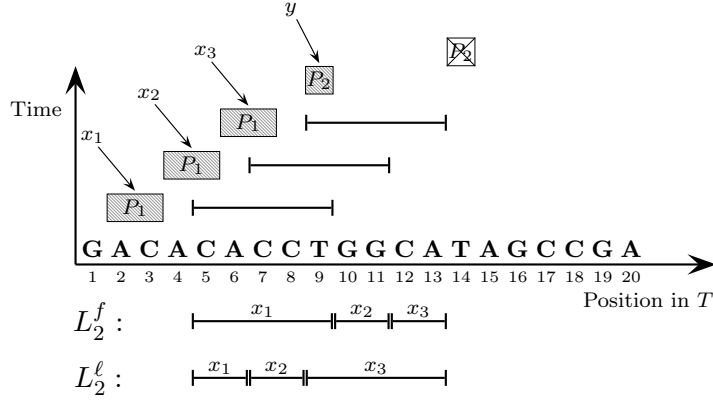 y
x₃ P₂
P₂
x₂
Time
P₁
x₁
P₁
P₁
G A C A C A C C T G G C A T A G C C G A
1 2 3 4 5 6 7 8 9 10 11 12 13 14 15 16 17 18 19 20
Position in T
L₂ᶠ : x₁ x₂ x₃
L₂ˡ : x₁ x₂ x₃